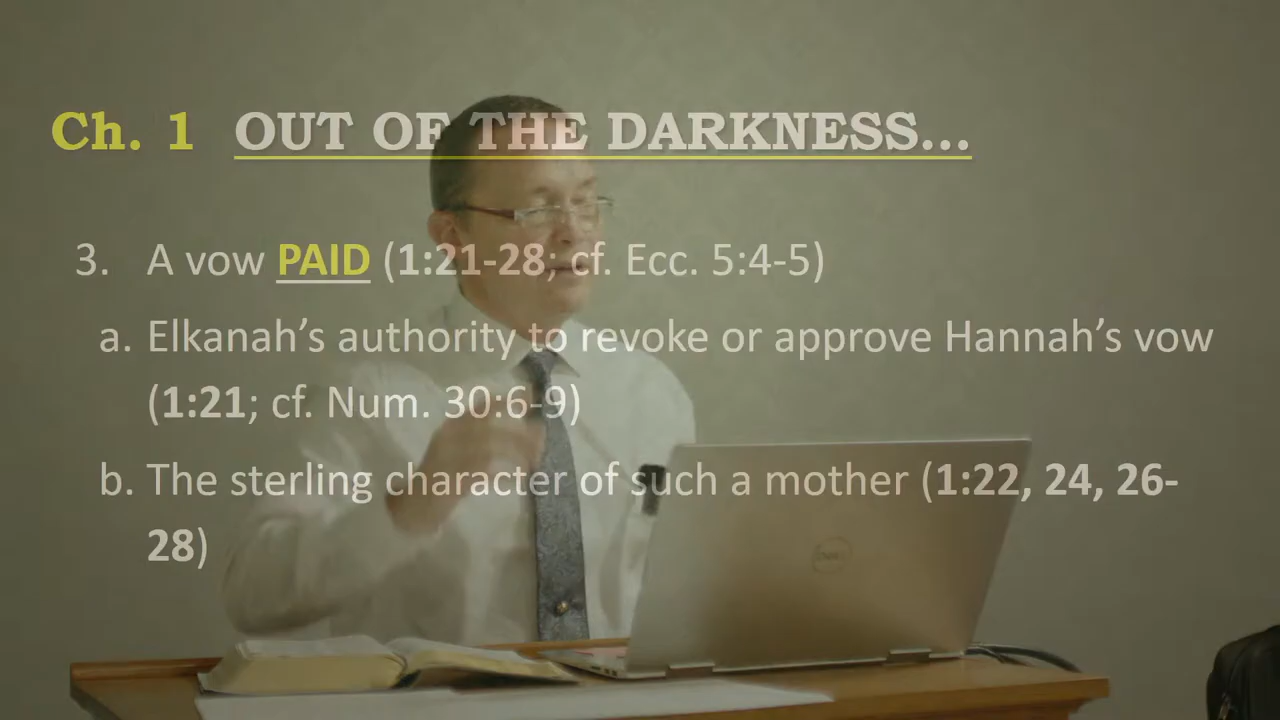 Ch. 1 OUT OF THE DARKNESS...
3. A vow PAID (1:21-28; cf. Ecc. 5:4-5)
a. Elkanah’s authority to revoke or approve Hannah’s vow
(1:21; cf. Num. 30:6-9)
b. The sterling character of such a mother (1:22, 24, 26-
28)
DELL